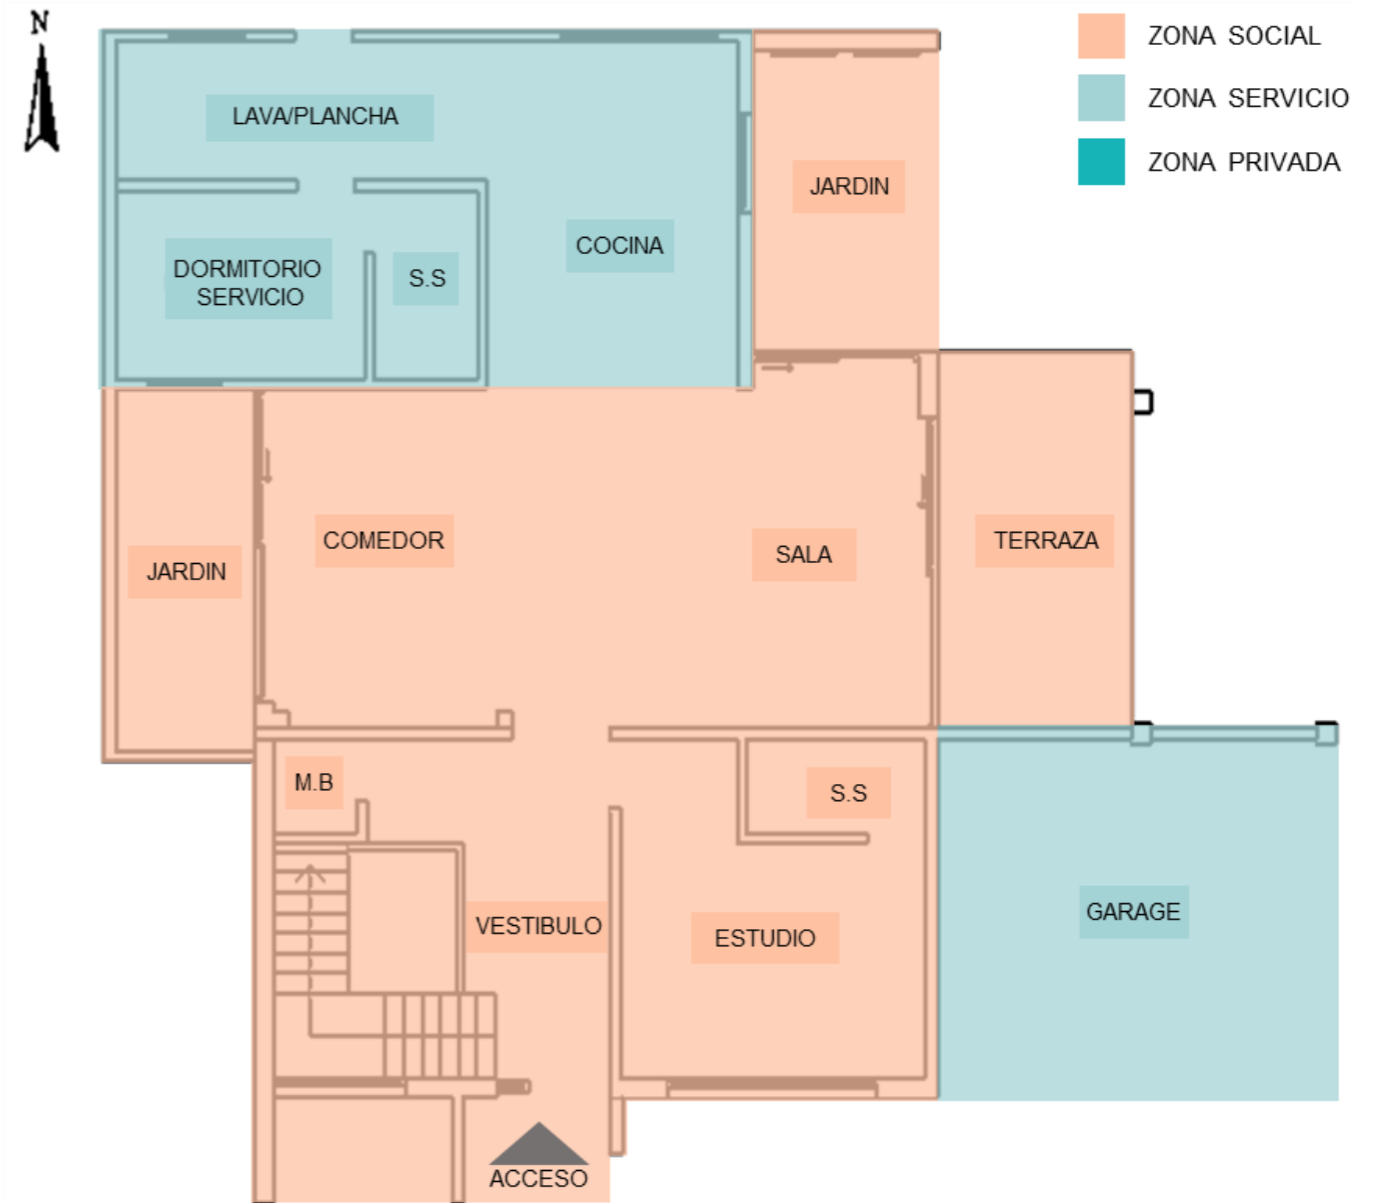 N
ZONA SOCIAL
ZONA SERVICIO
ZONA PRIVADA
LAVA/PLANCHA
JARDIN
DORMITORIO
SERVICIO
S.S
COCINA
COMEDOR
SALA
TERRAZA
JARDIN
M.B
S.S
VESTIBULO
ESTUDIO
GARAGE
ACCESO